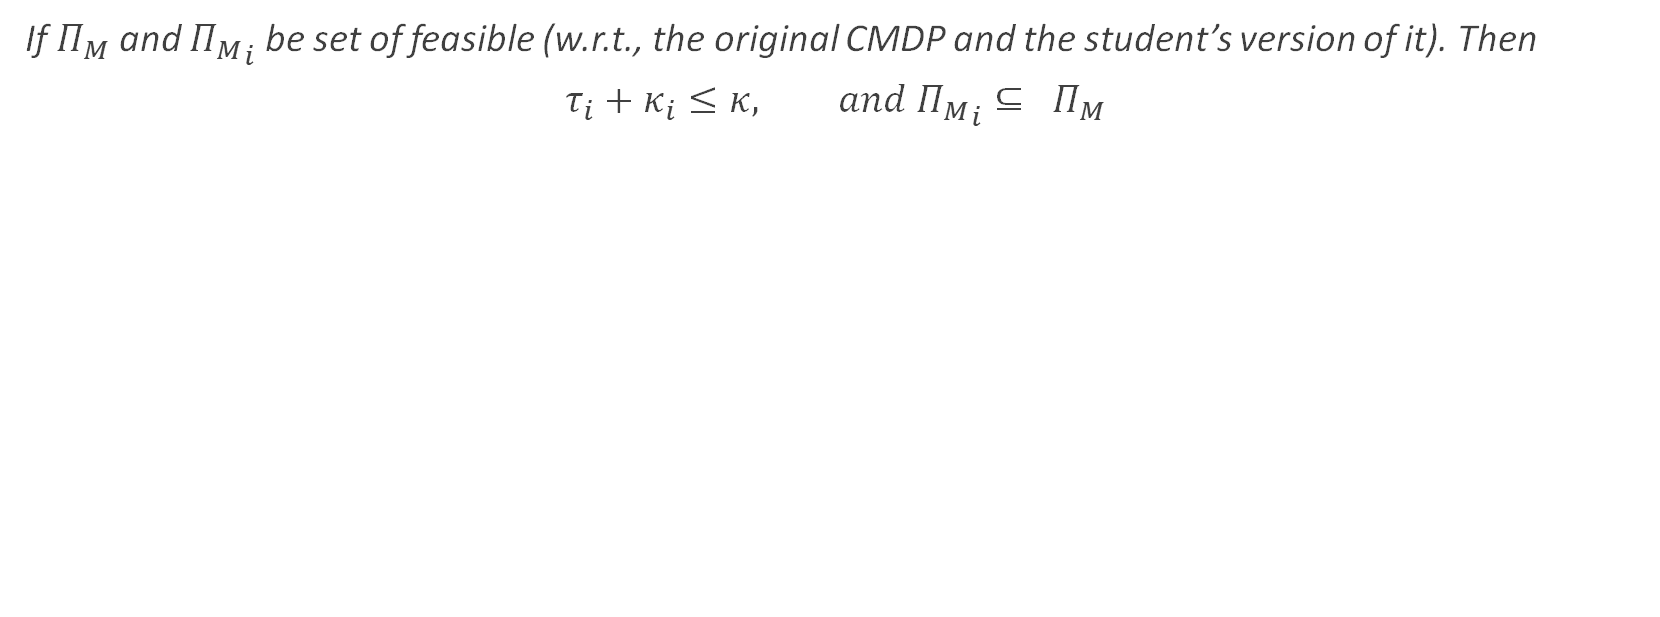 If Π_M and Π_{M_i} be set of feasible (w.r.t., the original CMDP and the student's version of it). Then
τ_i + κ_i ≤ κ, and Π_{M_i} ⊆ Π_M